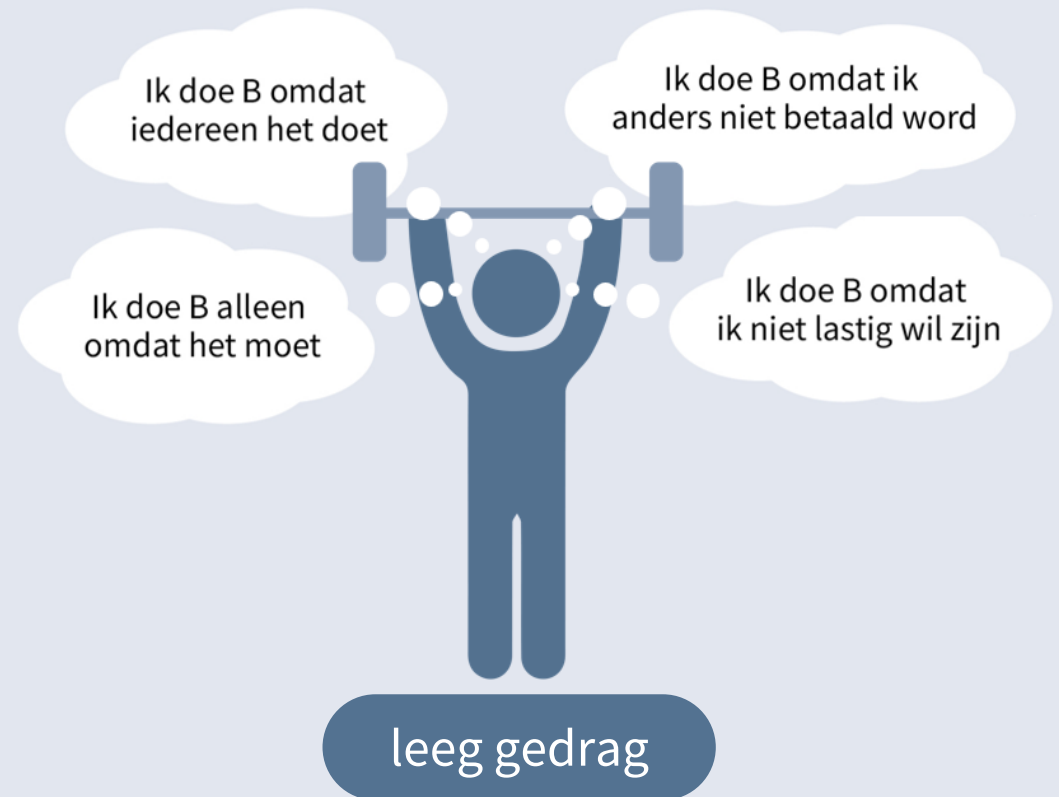 Ik doe B omdat
iedereen het doet
Ik doe B omdat ik
anders niet betaald word
Ik doe B alleen
omdat het moet
Ik doe B omdat
ik niet lastig wil zijn
leeg gedrag